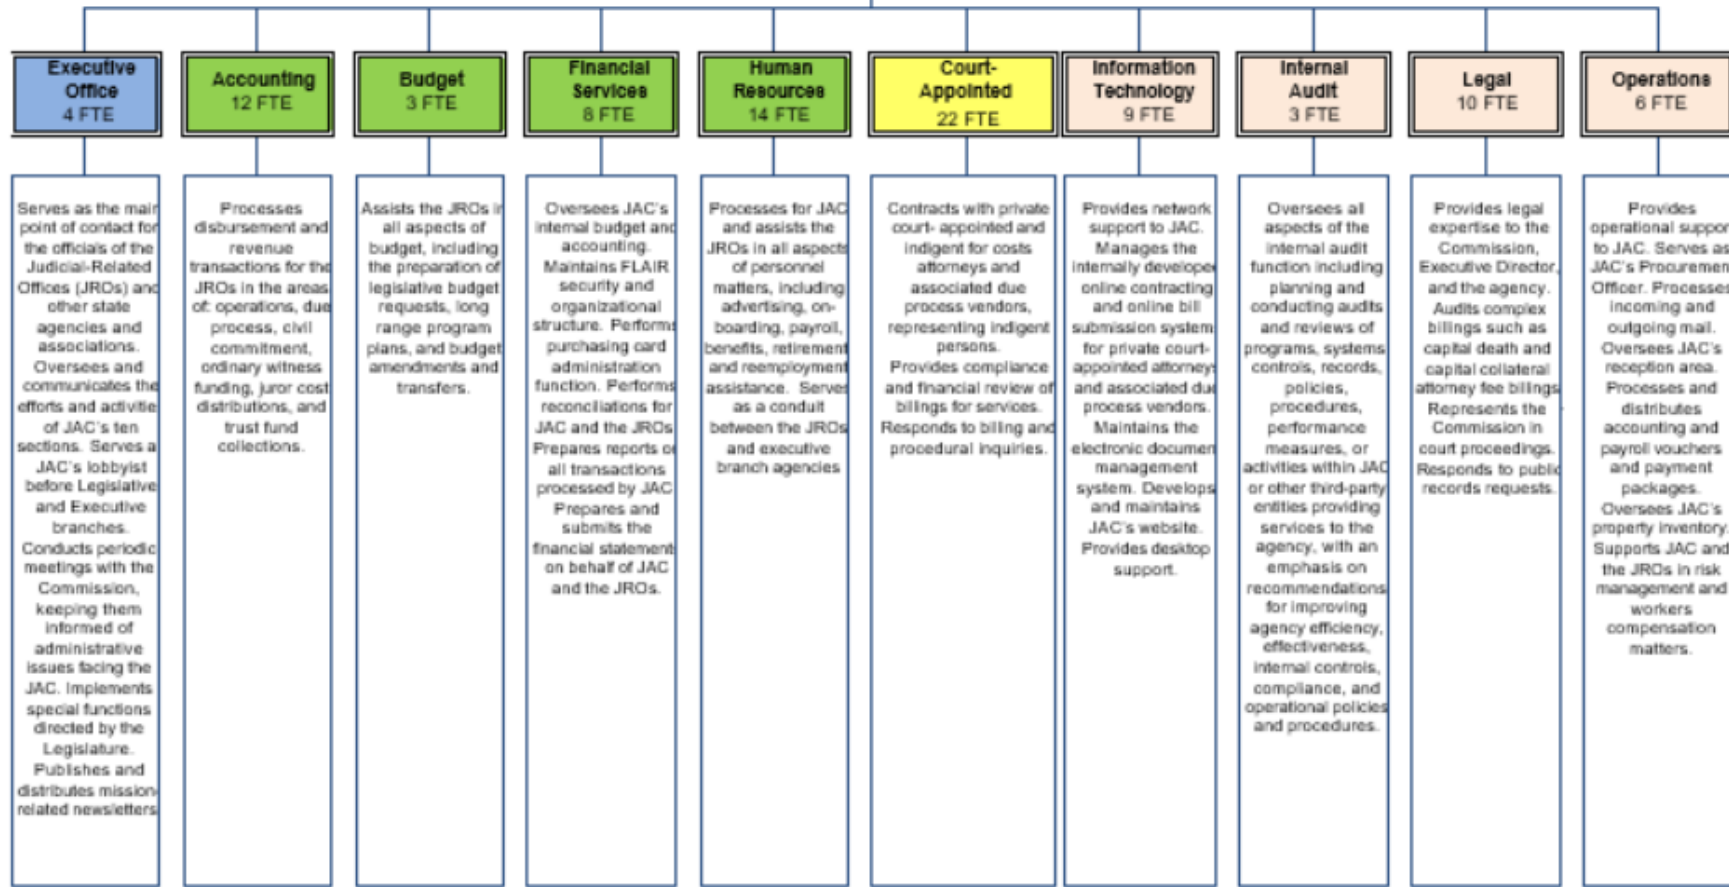 Executive
Office
4 FTE
Serves as the main
point of contact for
the officials of the
Judicial-Related
Offices (JROs) and
other state
agencies and
associations.
Oversees and
communicates the
efforts and activitie
of JAC's ten
sections. Serves a
JAC's lobbyist
before Legislative
and Executive
branches.
Conducts periodic
meetings with the
Commission,
keeping them
informed of
administrative
issues facing the
JAC. Implements
special functions
directed by the
Legislature.
Publishes and
distributes mission-
related newsletters
Accounting
12 FTE
Processes
disbursement and
revenue
transactions for the
JROs in the areas
of: operations, due
process, civil
commitment,
ordinary witness
funding, juror cost
distributions, and
trust fund
collections.
Budget
3 FTE
Assists the JROs in
all aspects of
budget, including
the preparation of
legislative budget
requests, long
range program
plans, and budget
amendments and
transfers.
Financial
Services
8 FTE
Oversees JAC's
internal budget and
accounting.
Maintains FLAIR
security and
organizational
structure. Performs
purchasing card
administration
function. Performs
reconciliations for
JAC and the JROs
Prepares reports on
all transactions
processed by JAC
Prepares and
submits the
financial statements
on behalf of JAC
and the JROs.
Human
Resources
14 FTE
Processes for JAC
and assists the
JROs in all aspects
of personnel
matters, including
advertising, on-
boarding, payroll,
benefits, retirement
and reemployment
assistance. Serves
as a conduit
between the JROs
and executive
branch agencies
Court-
Appointed
22 FTE
Contracts with private
court- appointed and
indigent for costs
attorneys and
associated due
process vendors,
representing indigent
persons.
Provides compliance
and financial review of
billings for services.
Responds to billing and
procedural inquiries.
Information
Technology
9 FTE
Provides network
support to JAC.
Manages the
internally develope
online contracting
and online bill
submission system
for private court-
appointed attorneys
and associated due
process vendors.
Maintains the
electronic documen
management
system. Develops
and maintains
JAC's website.
Provides desktop
support.
Internal
Audit
3 FTE
Oversees all
aspects of the
internal audit
function including
planning and
conducting audits
and reviews of
programs, systems
controls, records,
policies,
procedures,
performance
measures, or
activities within JAC
or other third-party
entities providing
services to the
agency, with an
emphasis on
recommendations
for improving
agency efficiency,
effectiveness,
internal controls,
compliance, and
operational policies
and procedures.
Legal
10 FTE
Provides legal
expertise to the
Commission,
Executive Director,
and the agency.
Audits complex
billings such as
capital death and
capital collateral
attorney fee billings
Represents the
Commission in
court proceedings.
Responds to public
records requests.
Operations
6 FTE
Provides
operational suppor
to JAC. Serves as
JAC's Procuremen
Officer. Processes
incoming and
outgoing mail.
Oversees JAC's
reception area.
Processes and
distributes
accounting and
payroll vouchers
and payment
packages.
Oversees JAC's
property inventory.
Supports JAC and
the JROs in risk
management and
workers
compensation
matters.